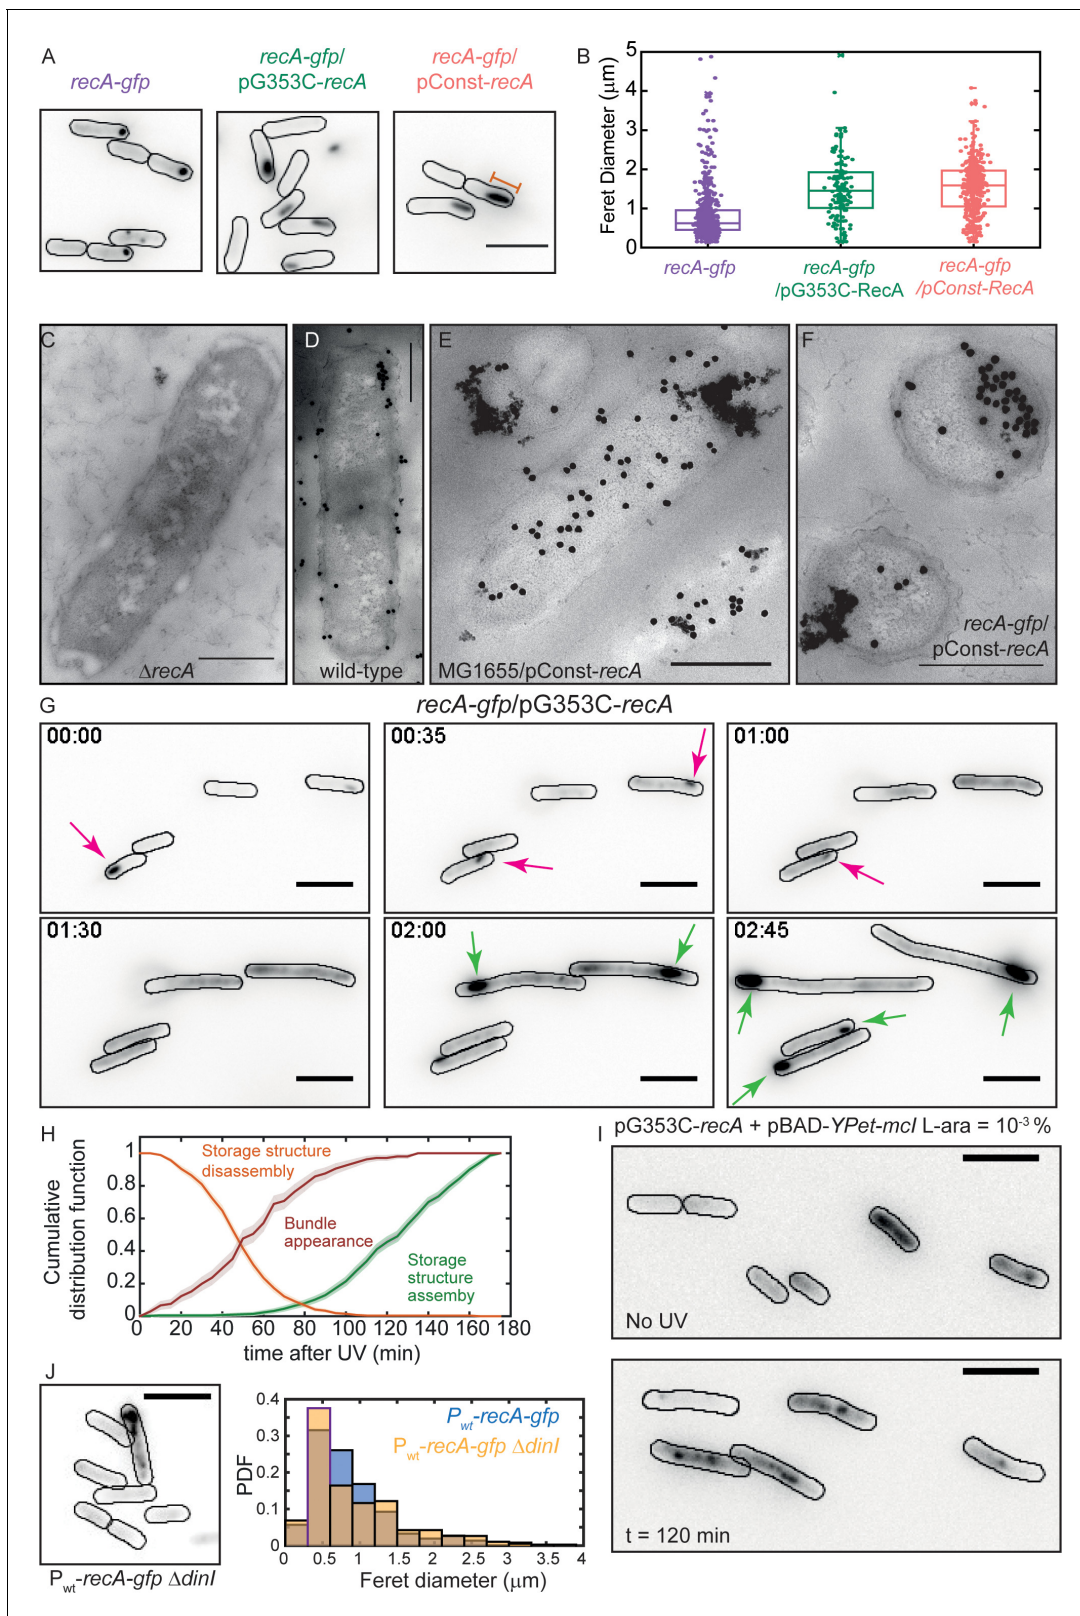 A
recA-gfp
recA-gfp/
pG353C-recA
recA-gfp/
pConst-recA
B
Feret Diameter (μm)
5
4
3
2
1
0
recA-gfp
recA-gfp
/pG353C-RecA
recA-gfp
/pConst-RecA
C
ΔrecA
D
wild-type
E
MG1655/pConst-recA
F
recA-gfp/
pConst-recA
G
recA-gfp/pG353C-recA
00:00
00:35
01:00
01:30
02:00
02:45
H
Cumulative
distribution function
1
0.8
0.6
0.4
0.2
0
Storage structure
disassembly
Bundle
appearance
Storage
structure
assemby
0 20 40 60 80 100 120 140 160 180
time after UV (min)
I
pG353C-recA + pBAD-YPet-mcI L-ara = 10⁻³ %
No UV
t = 120 min
J
Pwt-recA-gfp ΔdinI
PDF
0.4
0.3
0.2
0.1
0
Pwt-recA-gfp
Pwt-recA-gfp ΔdinI
0 0.5 1 1.5 2 2.5 3 3.5 4
Feret diameter (μm)